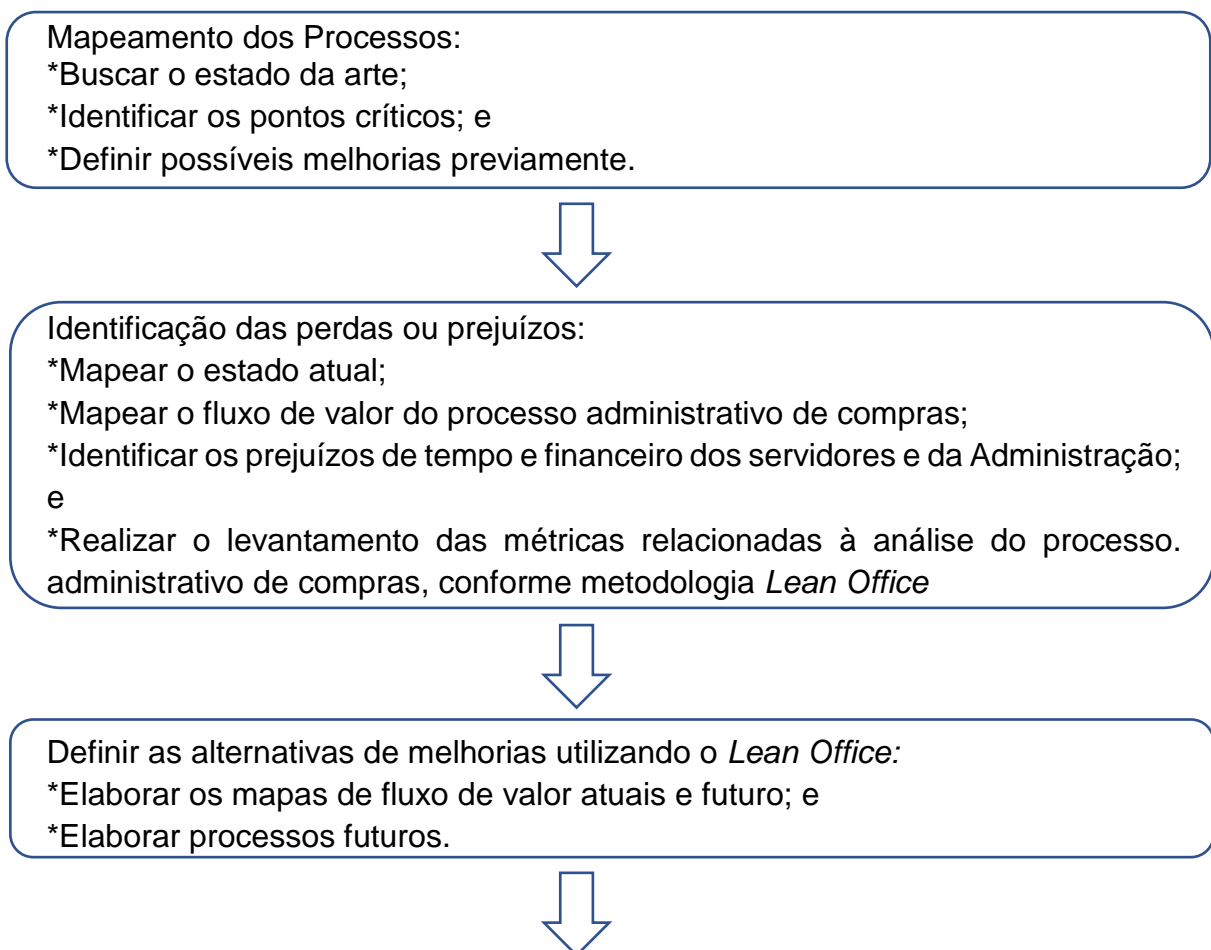 Mapeamento dos Processos:
*Buscar o estado da arte;
*Identificar os pontos críticos; e
*Definir possíveis melhorias previamente.
Identificação das perdas ou prejuízos:
*Mapear o estado atual;
*Mapear o fluxo de valor do processo administrativo de compras;
*Identificar os prejuízos de tempo e financeiro dos servidores e da Administração;
e
*Realizar o levantamento das métricas relacionadas à análise do processo.
administrativo de compras, conforme metodologia Lean Office
Definir as alternativas de melhorias utilizando o Lean Office:
*Elaborar os mapas de fluxo de valor atuais e futuro; e
*Elaborar processos futuros.